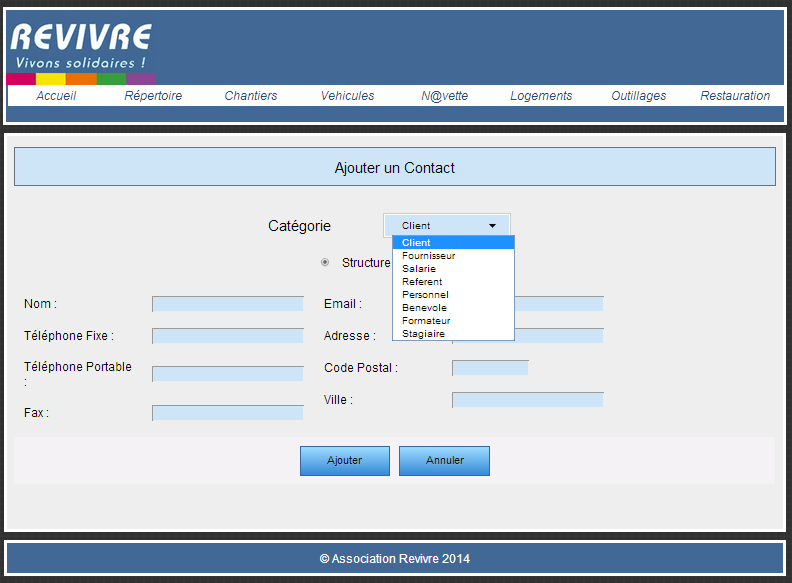 REVIVRE
Vivons solidaires !
Accueil Répertoire Chantiers Vehicules N@vette Logements Outillages Restauration
Ajouter un Contact
Catégorie Client
Client
Fournisseur
Salarie
Referent
Personnel
Benevole
Formateur
Stagiaire
Structure
Nom : Email :
Téléphone Fixe : Adresse :
Téléphone Portable : Code Postal :
Fax : Ville :
Ajouter Annuler
© Association Revivre 2014